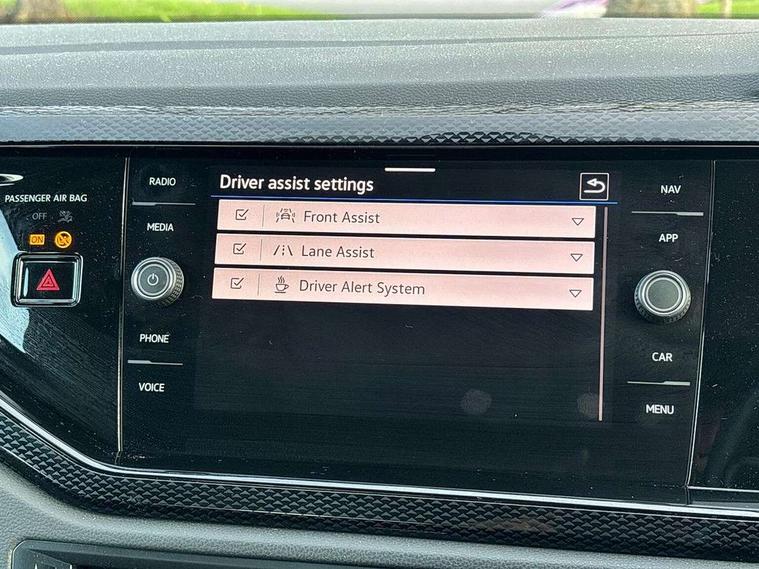 RADIO
MEDIA
PHONE
VOICE
PASSENGER AIR BAG
OFF
ON
Driver assist settings
Front Assist
Lane Assist
Driver Alert System
NAV
APP
CAR
MENU